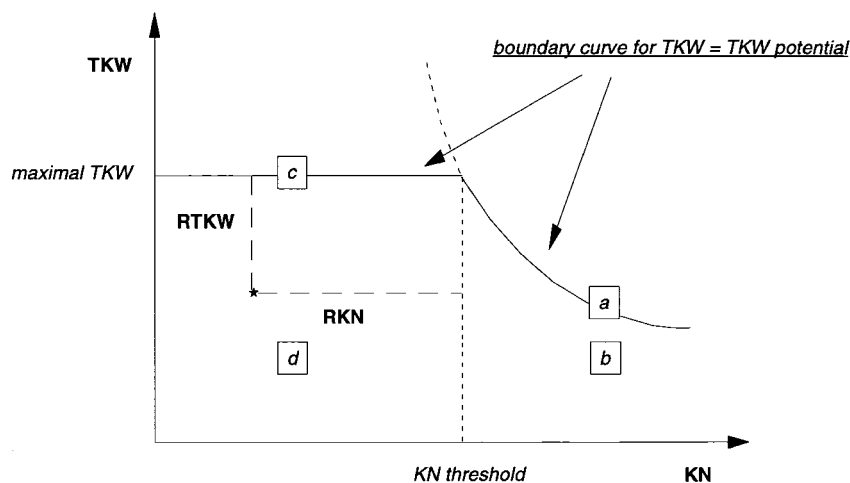 boundary curve for TKW = TKW potential
TKW
maximal TKW
c
RTKW
RKN
a
d
b
KN threshold
KN